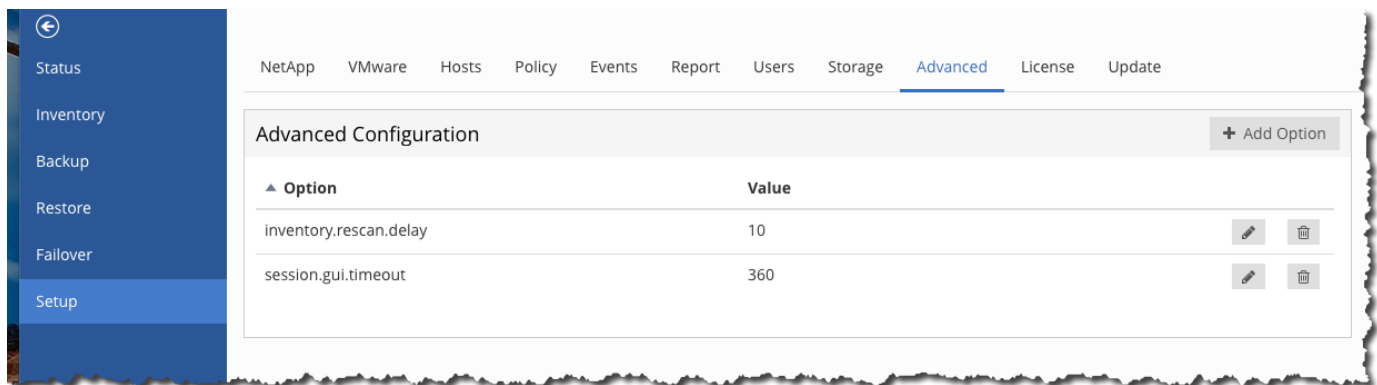 Status
Inventory
Backup
Restore
Failover
Setup
NetApp VMware Hosts Policy Events Report Users Storage Advanced License Update
Advanced Configuration + Add Option
Option Value
inventory.rescan.delay 10
session.gui.timeout 360